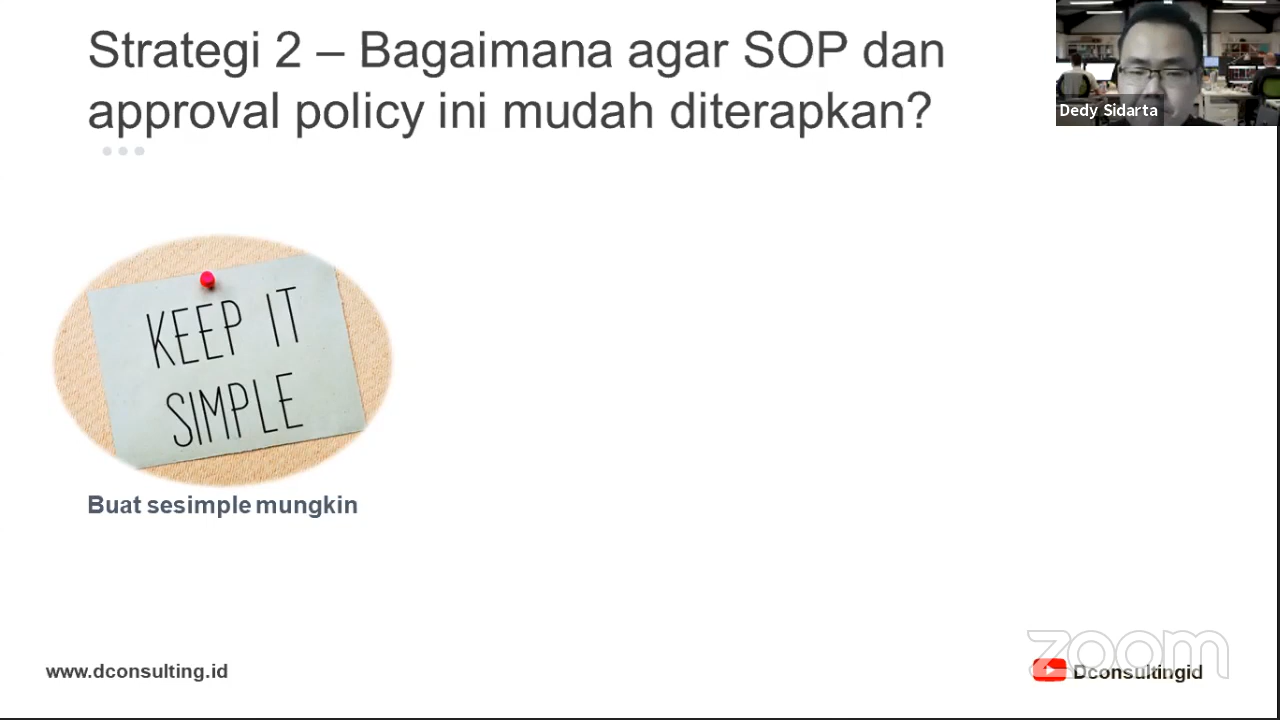 Strategi 2 – Bagaimana agar SOP dan
approval policy ini mudah diterapkan?
Dedy Sidarta
KEEP IT
SIMPLE
Buat sesimple mungkin
www.dconsulting.id
zoom
Dconsultingid